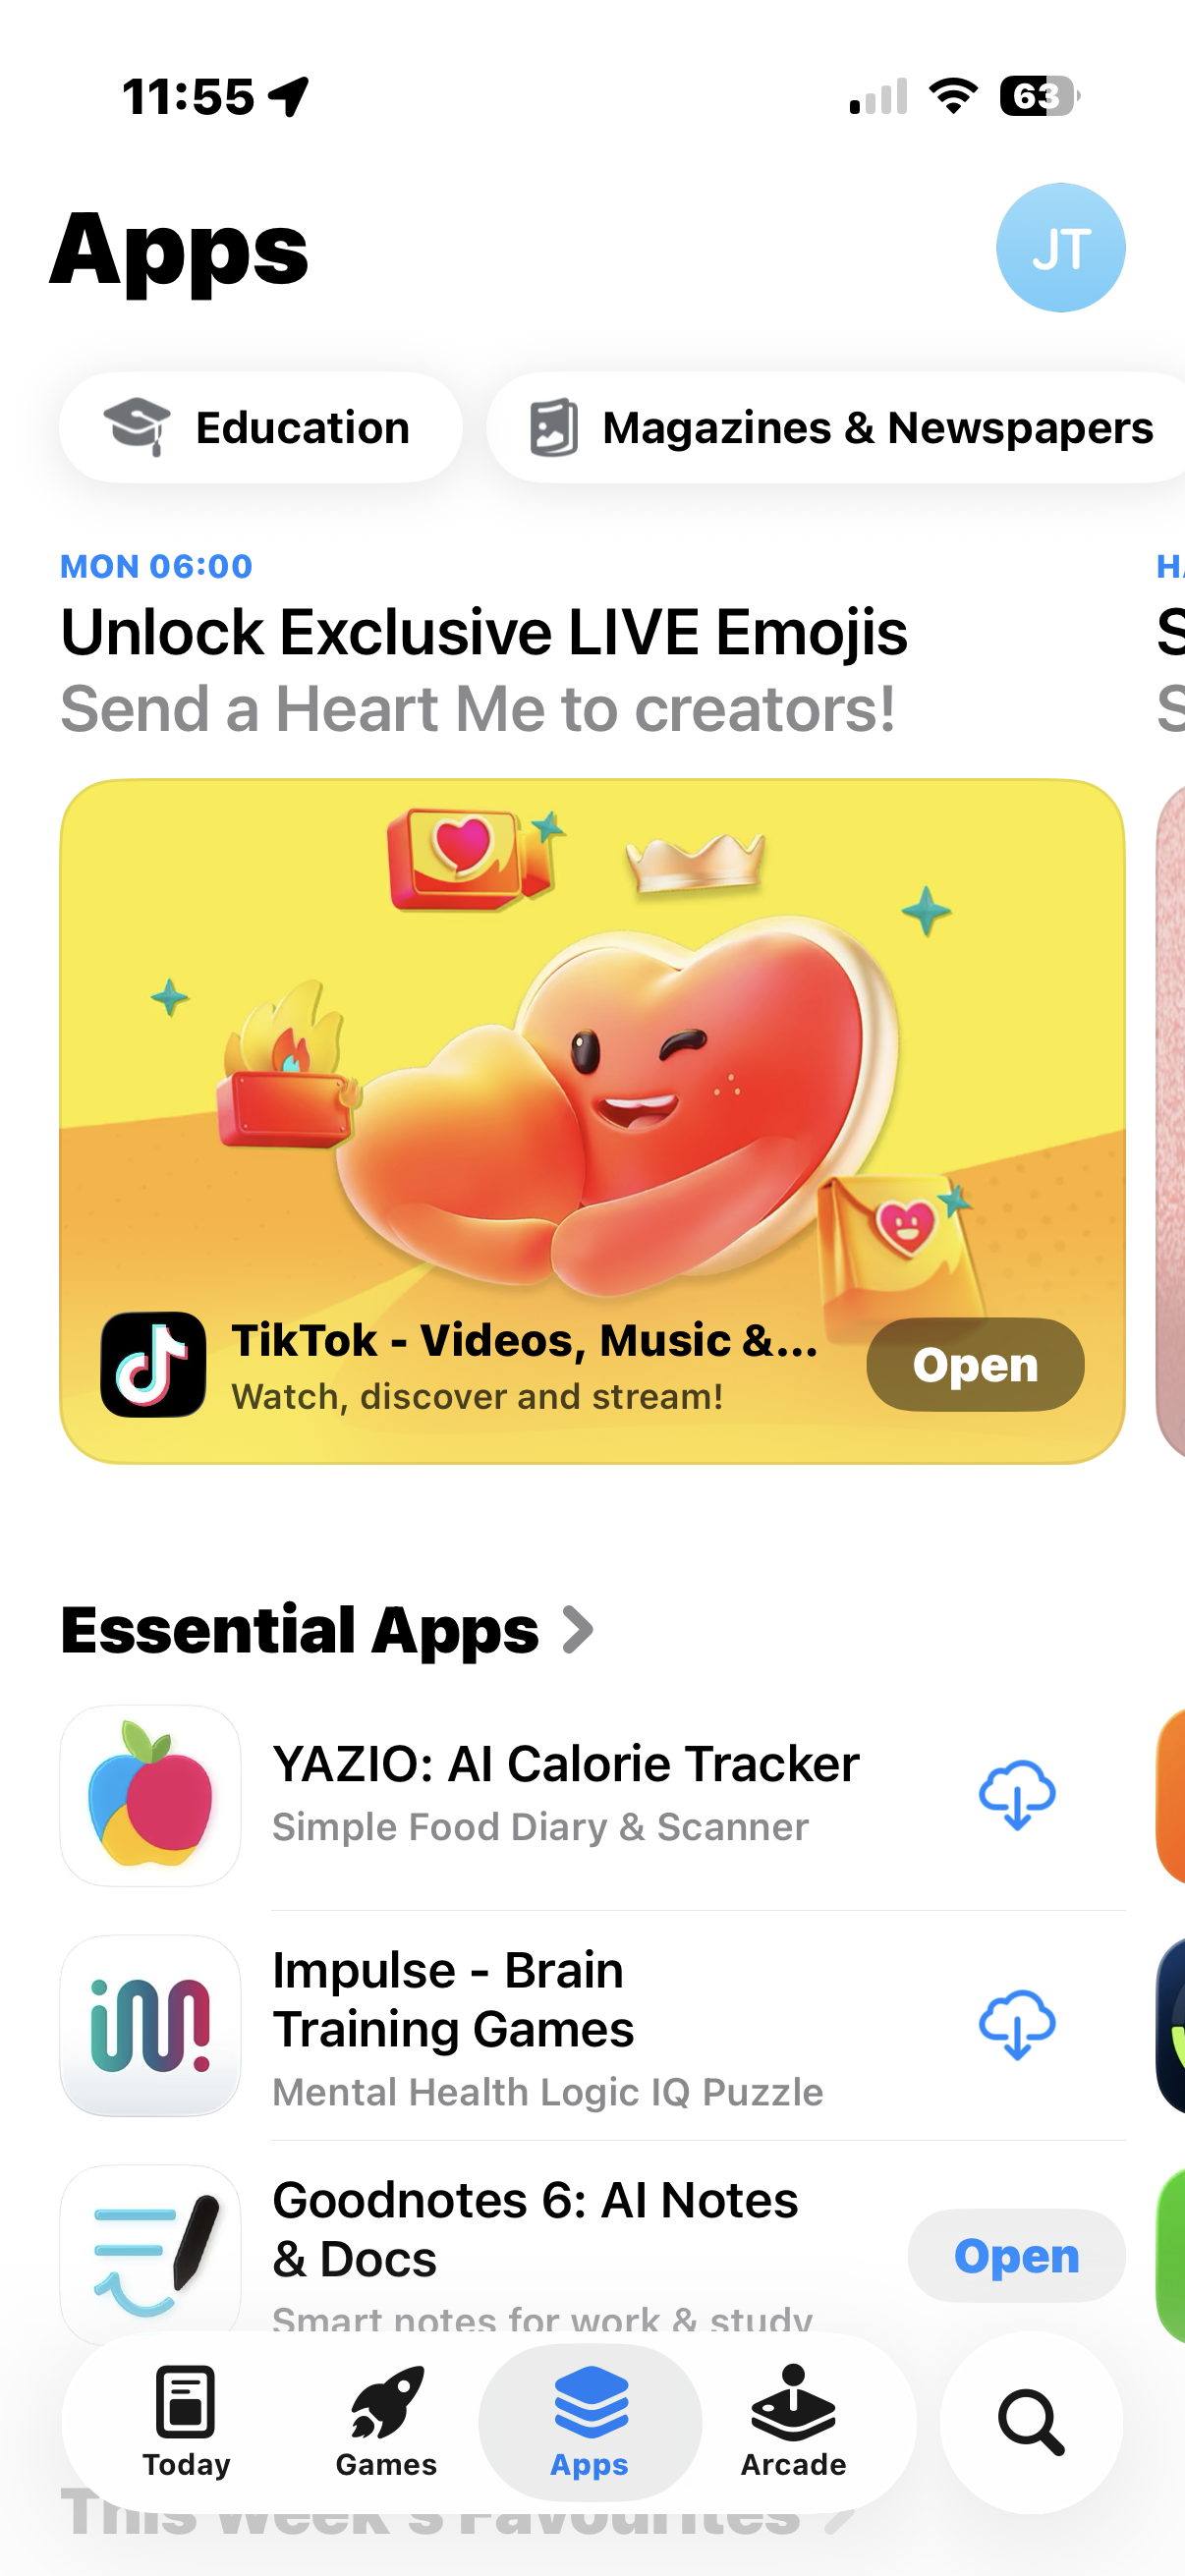 11:55
63
Apps
JT
Education
Magazines & Newspapers
MON 06:00
Unlock Exclusive LIVE Emojis
Send a Heart Me to creators!
TikTok - Videos, Music &...
Watch, discover and stream!
Open
Essential Apps
YAZIO: AI Calorie Tracker
Simple Food Diary & Scanner
Impulse - Brain
Training Games
Mental Health Logic IQ Puzzle
Goodnotes 6: AI Notes
& Docs
Open
Smart notes for work & study
Today
Games
Apps
Arcade
This Week's Favourites